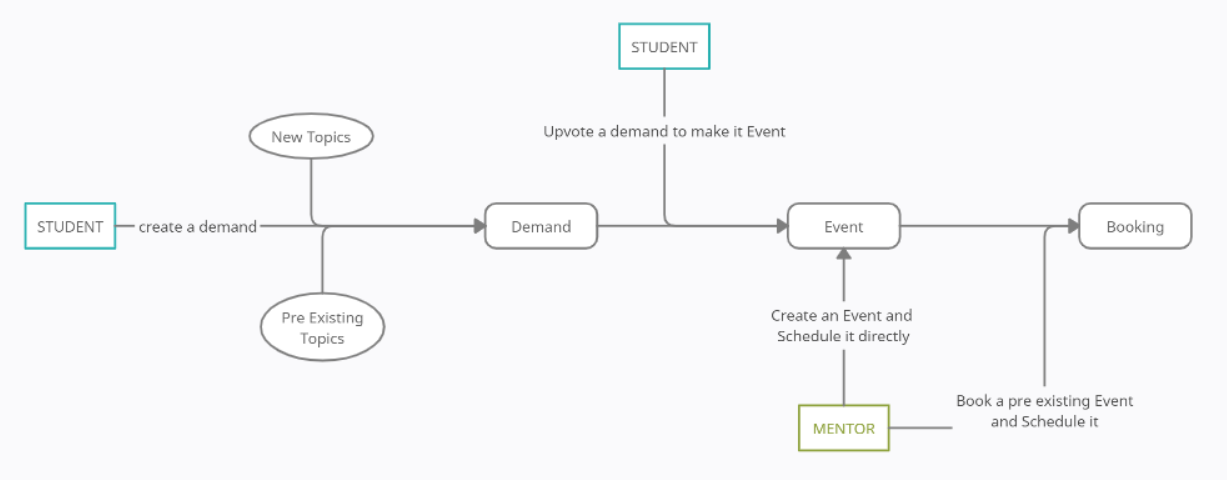 STUDENT
Upvote a demand to make it Event
New Topics
STUDENT
create a demand
Demand
Event
Booking
Pre Existing
Topics
Create an Event and
Schedule it directly
Book a pre existing Event
and Schedule it
MENTOR